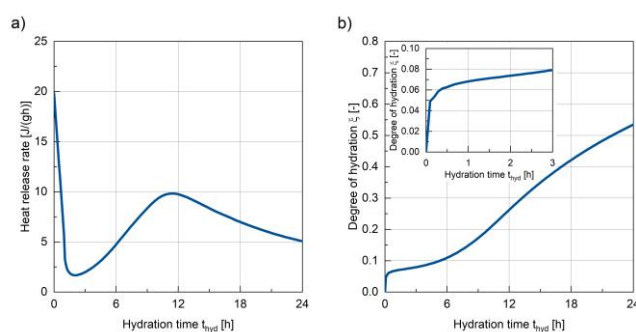 a)
Heat release rate [J/(gh)]
25
20
15
10
5
0
0 6 12 18 24
Hydration time t_hyd [h]
b)
Degree of hydration ξ [-]
0.8
0.7
0.6
0.5
0.4
0.3
0.2
0.1
0.0
0 6 12 18 24
Hydration time t_hyd [h]
Degree of hydration ξ [-]
0.10
0.08
0.06
0.04
0.02
0.00
0 1 2 3
Hydration time t_hyd [h]